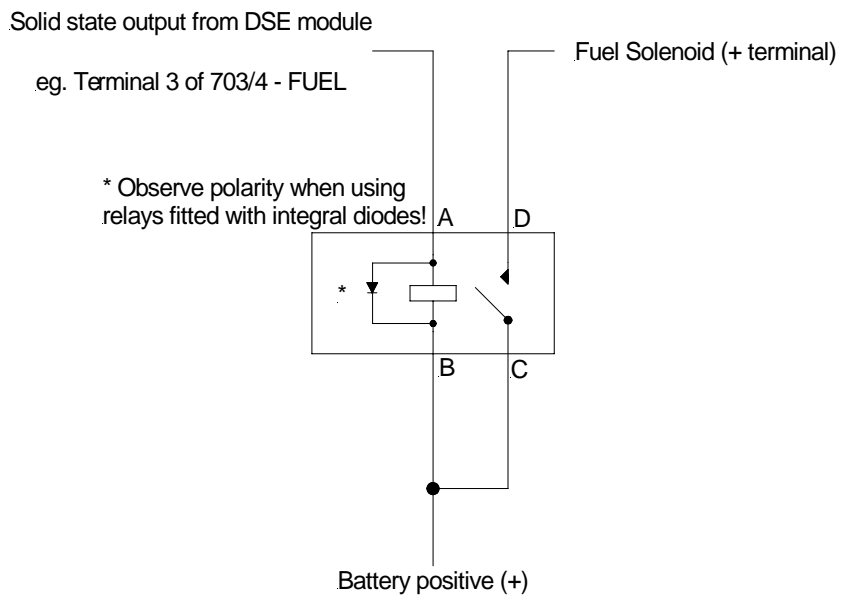 Solid state output from DSE module
Fuel Solenoid (+ terminal)
eg. Terminal 3 of 703/4 - FUEL
* Observe polarity when using
relays fitted with integral diodes!
A
D
*
B
C
Battery positive (+)